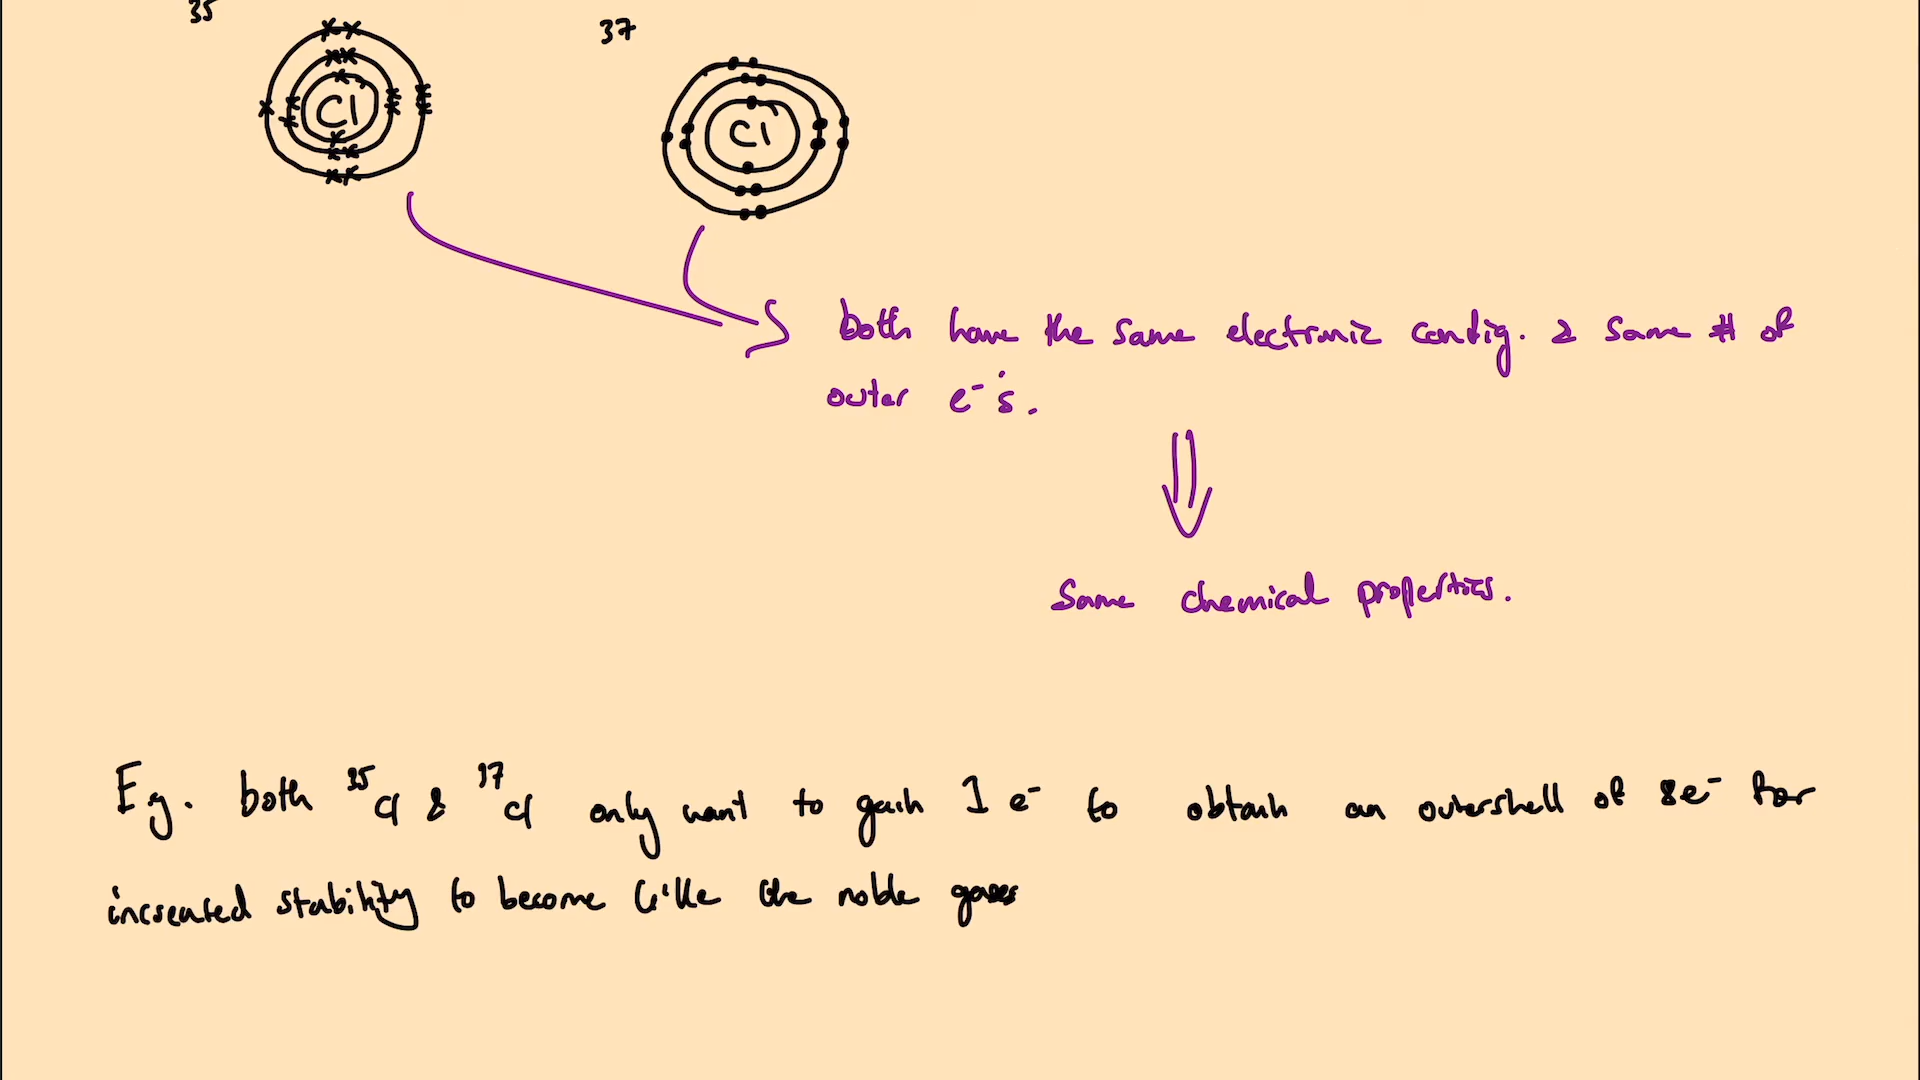 35
37
Cl
Cl
both have the same electronic config. & same # of
outer e⁻'s.
Same chemical properties.
Eg. both ³⁵Cl & ³⁷Cl only want to gain 1 e⁻ to obtain an outershell of 8e⁻ for
increased stability to become like the noble gases